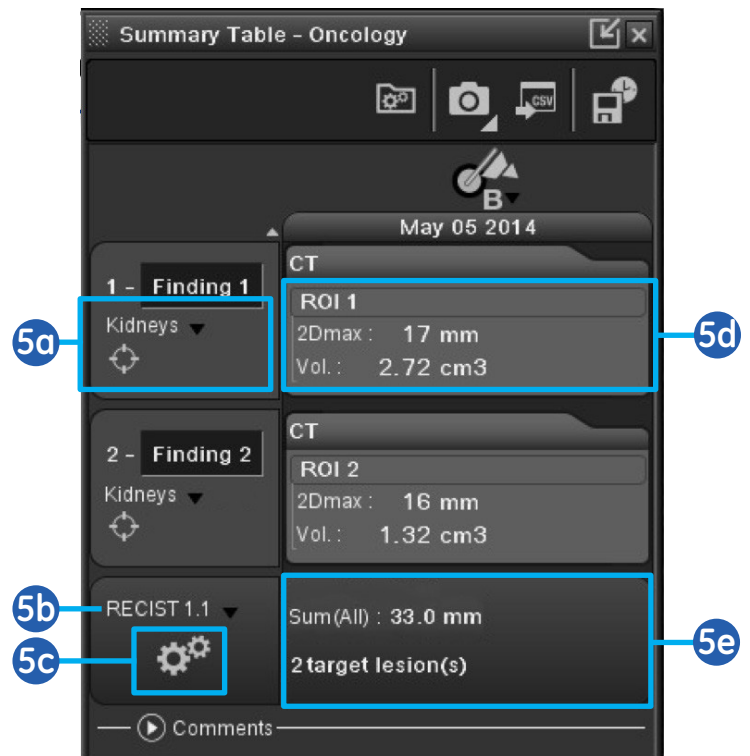 Summary Table - Oncology
CSV
B
May 05 2014
1 - Finding 1
CT
5a
Kidneys
ROI 1
2Dmax : 17 mm
Vol. : 2.72 cm3
5d
2 - Finding 2
CT
Kidneys
ROI 2
2Dmax : 16 mm
Vol. : 1.32 cm3
5b
RECIST 1.1
5c
Sum(All) : 33.0 mm
2 target lesion(s)
5e
Comments